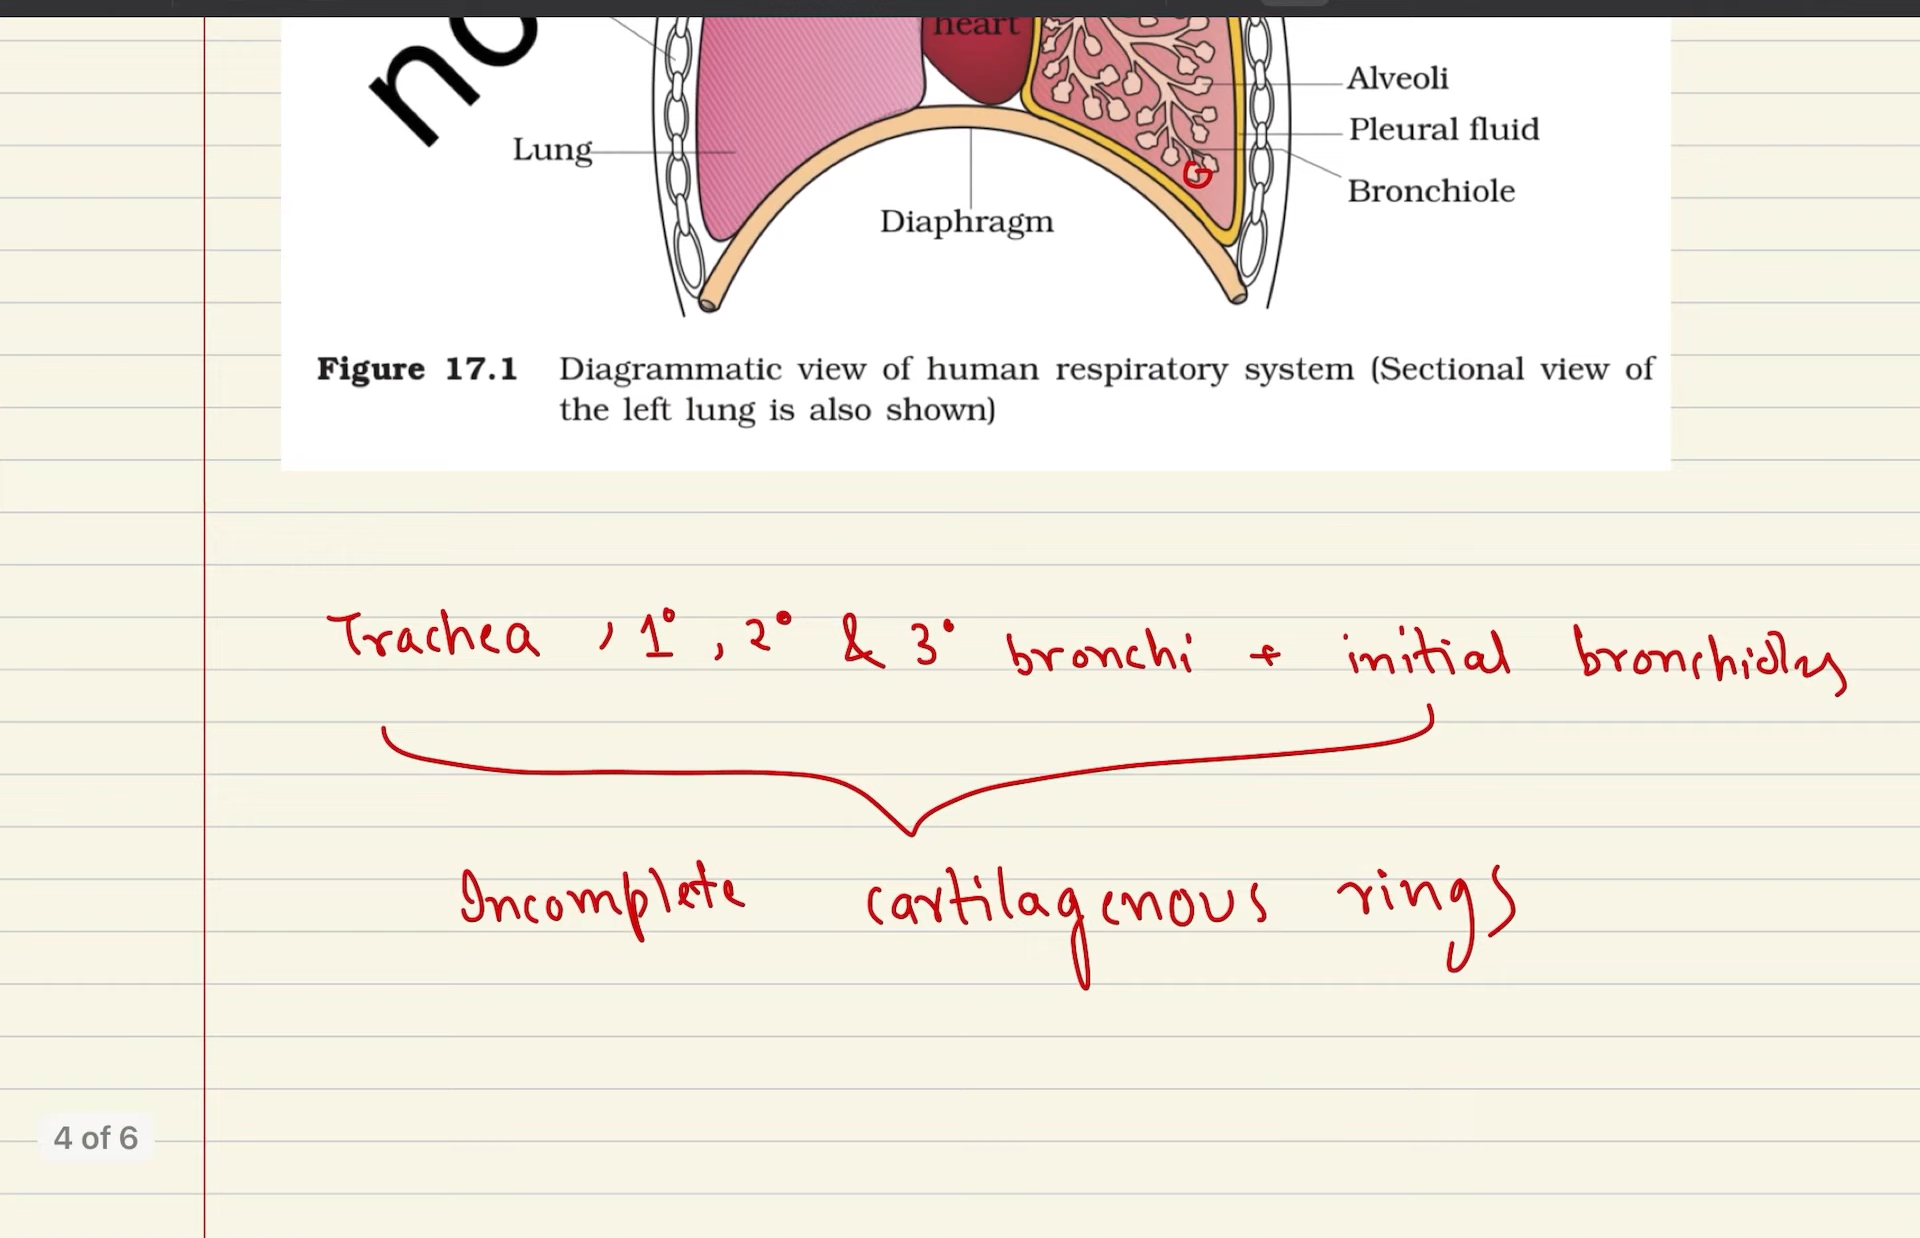 no
heart
Alveoli
Pleural fluid
Lung
Bronchiole
Diaphragm
Figure 17.1 Diagrammatic view of human respiratory system (Sectional view of
the left lung is also shown)
Trachea , 1° , 2° & 3° bronchi + initial bronchioles
Incomplete cartilagenous rings
4 of 6